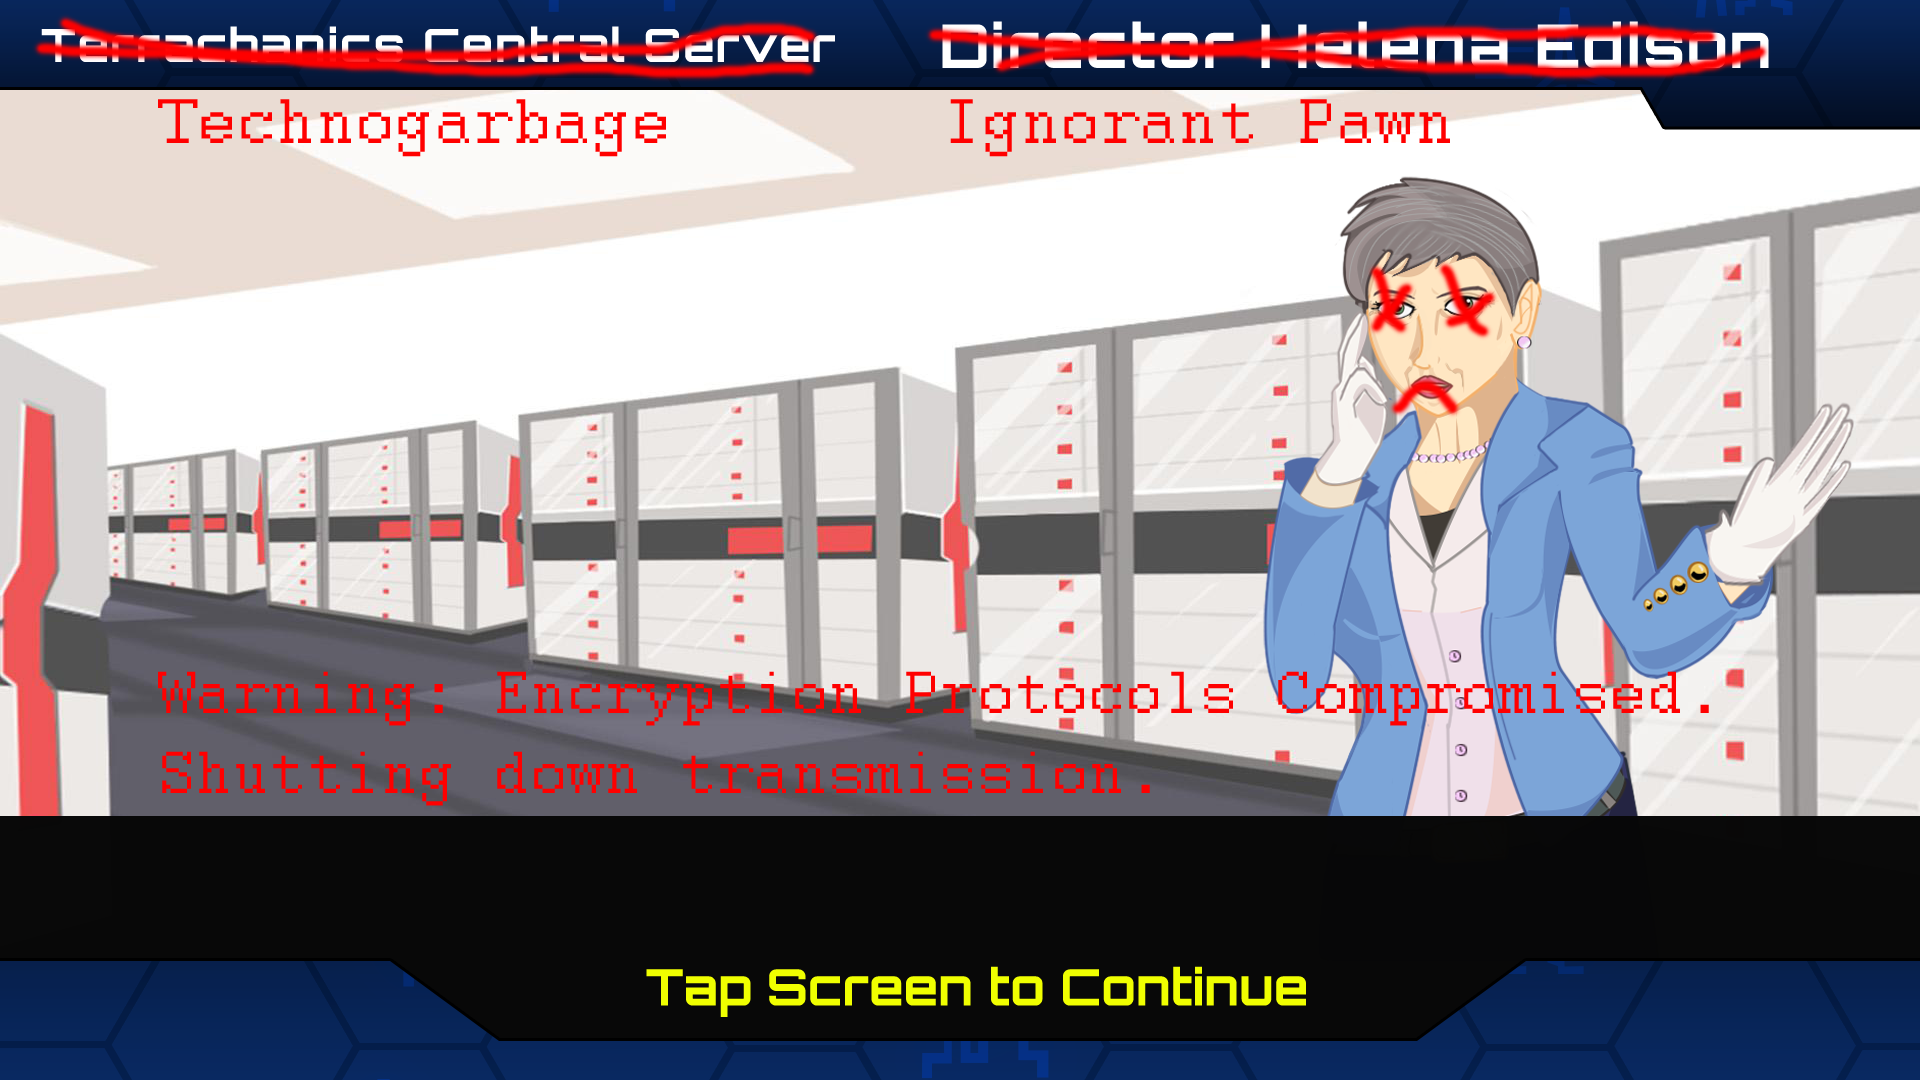 Terrachanics Central Server
Director Helena Edison
Technogarbage
Ignorant Pawn
Warning: Encryption Protocols Compromised.
Shutting down transmission.
Tap Screen to Continue